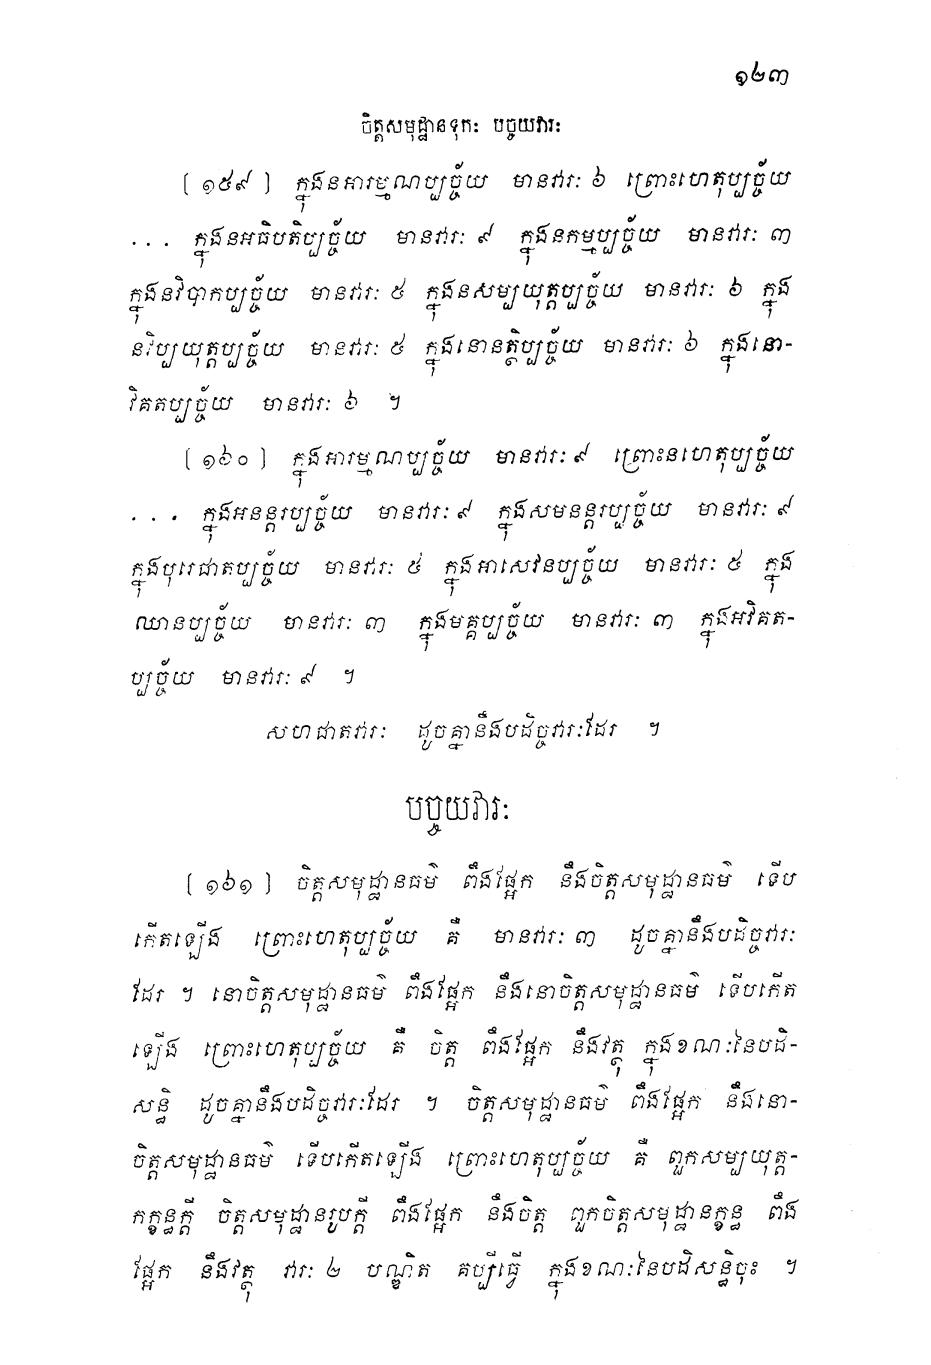 ១២៣
ចិត្តសមុដ្ឋានទុកៈ បច្ចយវារៈ
(១៥៩) ក្នុងនអារម្មណប្បច្ច័យ មានវារៈ ៦ ព្រោះហេតុប្បច្ច័យ
... ក្នុងនអធិបតិប្បច្ច័យ មានវារៈ ៩ ក្នុងនកម្មប្បច្ច័យ មានវារៈ ៣
ក្នុងនវិបាកប្បច្ច័យ មានវារៈ ៥ ក្នុងនសម្បយុត្តប្បច្ច័យ មានវារៈ ៦ ក្នុង
នវិប្បយុត្តប្បច្ច័យ មានវារៈ ៥ ក្នុងនោនត្ថិប្បច្ច័យ មានវារៈ ៦ ក្នុងនោ-
វិគតប្បច្ច័យ មានវារៈ ៦ ។
(១៦០) ក្នុងអារម្មណប្បច្ច័យ មានវារៈ ៩ ព្រោះនហេតុប្បច្ច័យ
... ក្នុងអនន្តរប្បច្ច័យ មានវារៈ ៩ ក្នុងសមនន្តរប្បច្ច័យ មានវារៈ ៩
ក្នុងបុរេជាតប្បច្ច័យ មានវារៈ ៥ ក្នុងអាសេវនប្បច្ច័យ មានវារៈ ៥ ក្នុង
ឈានប្បច្ច័យ មានវារៈ ៣ ក្នុងមគ្គប្បច្ច័យ មានវារៈ ៣ ក្នុងអវិគត-
ប្បច្ច័យ មានវារៈ ៩ ។
សហជាតវារៈ ដូចគ្នានឹងបដិច្ចវារៈដែរ ។
បច្ចយវារៈ
(១៦១) ចិត្តសមុដ្ឋានធម៌ ពឹងផ្អែក នឹងចិត្តសមុដ្ឋានធម៌ ទើប
កើតឡើង ព្រោះហេតុប្បច្ច័យ គឺ មានវារៈ ៣ ដូចគ្នានឹងបដិច្ចវារៈ
ដែរ ។ នោចិត្តសមុដ្ឋានធម៌ ពឹងផ្អែក នឹងនោចិត្តសមុដ្ឋានធម៌ ទើបកើត
ឡើង ព្រោះហេតុប្បច្ច័យ គឺ ចិត្ត ពឹងផ្អែក នឹងវត្ថុ ក្នុងខណៈនៃបដិ-
សន្ធិ ដូចគ្នានឹងបដិច្ចវារៈដែរ ។ ចិត្តសមុដ្ឋានធម៌ ពឹងផ្អែក នឹងនោ-
ចិត្តសមុដ្ឋានធម៌ ទើបកើតឡើង ព្រោះហេតុប្បច្ច័យ គឺ ពួកសម្បយុត្ត-
កក្ខន្ធក្តី ចិត្តសមុដ្ឋានរូបក្តី ពឹងផ្អែក នឹងចិត្ត ពួកចិត្តសមុដ្ឋានក្ខន្ធ ពឹង
ផ្អែក នឹងវត្ថុ វារៈ ២ បណ្ឌិត គប្បីធ្វើ ក្នុងខណៈនៃបដិសន្ធិចុះ ។